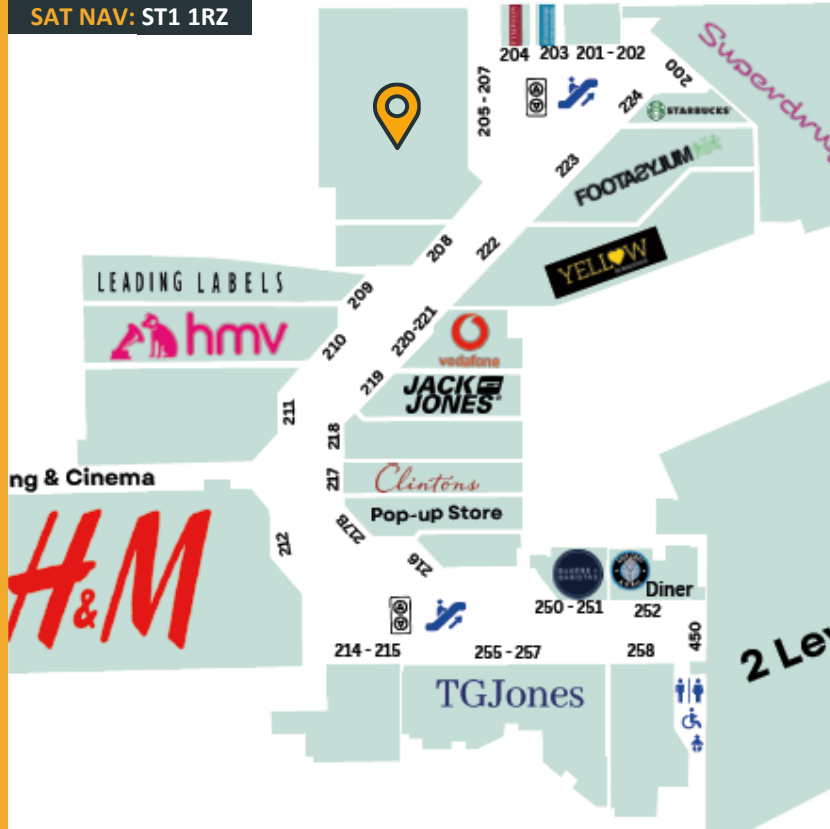 SAT NAV: ST1 1RZ
204
203
201 - 202
200
Superdru
205 - 207
224
STARBUCKS
223
FOOTASYLUM
208
222
YELLOW
LEADING LABELS
209
hmv
210
220-221
vodafone
219
JACK
JONES
211
218
ng & Cinema
217
Clintons
Pop-up Store
217B
H&M
212
216
Diner
250 - 251
252
450
214 - 215
255 - 257
258
2 Lev
TGJones